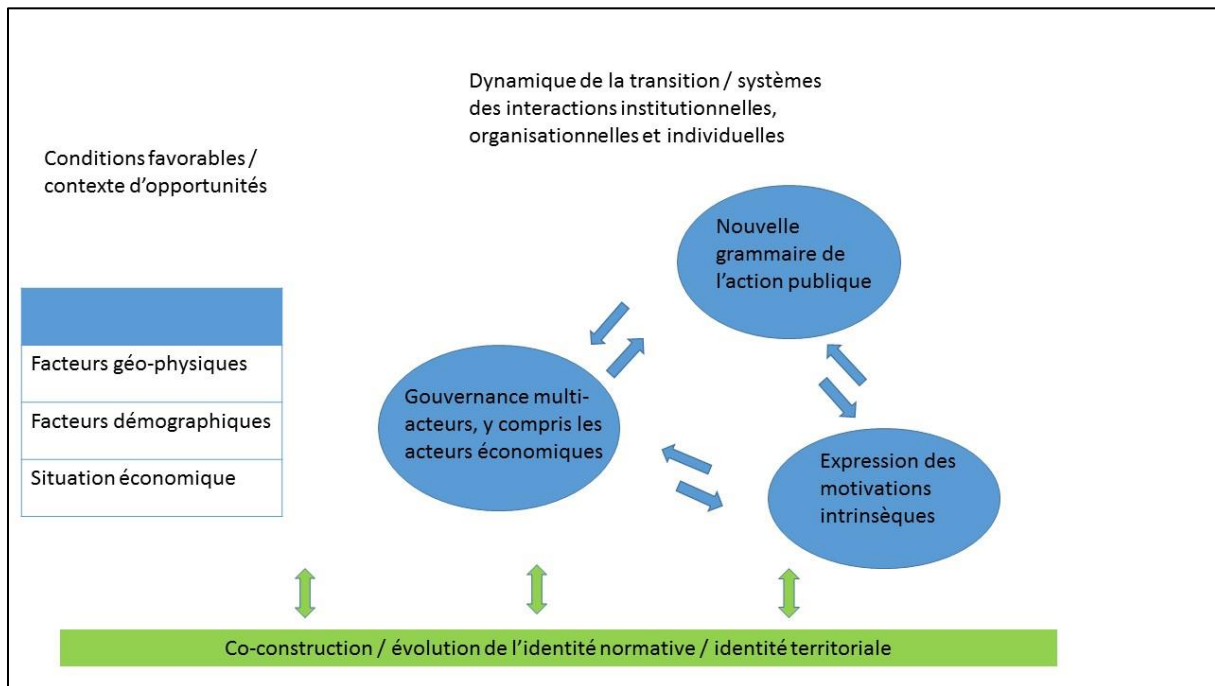 Dynamique de la transition / systèmes
des interactions institutionnelles,
organisationnelles et individuelles
Conditions favorables /
contexte d'opportunités
Facteurs géo-physiques
Facteurs démographiques
Situation économique
Nouvelle
grammaire de
l'action publique
Gouvernance multi-
acteurs, y compris les
acteurs économiques
Expression des
motivations
intrinsèques
Co-construction / évolution de l'identité normative / identité territoriale